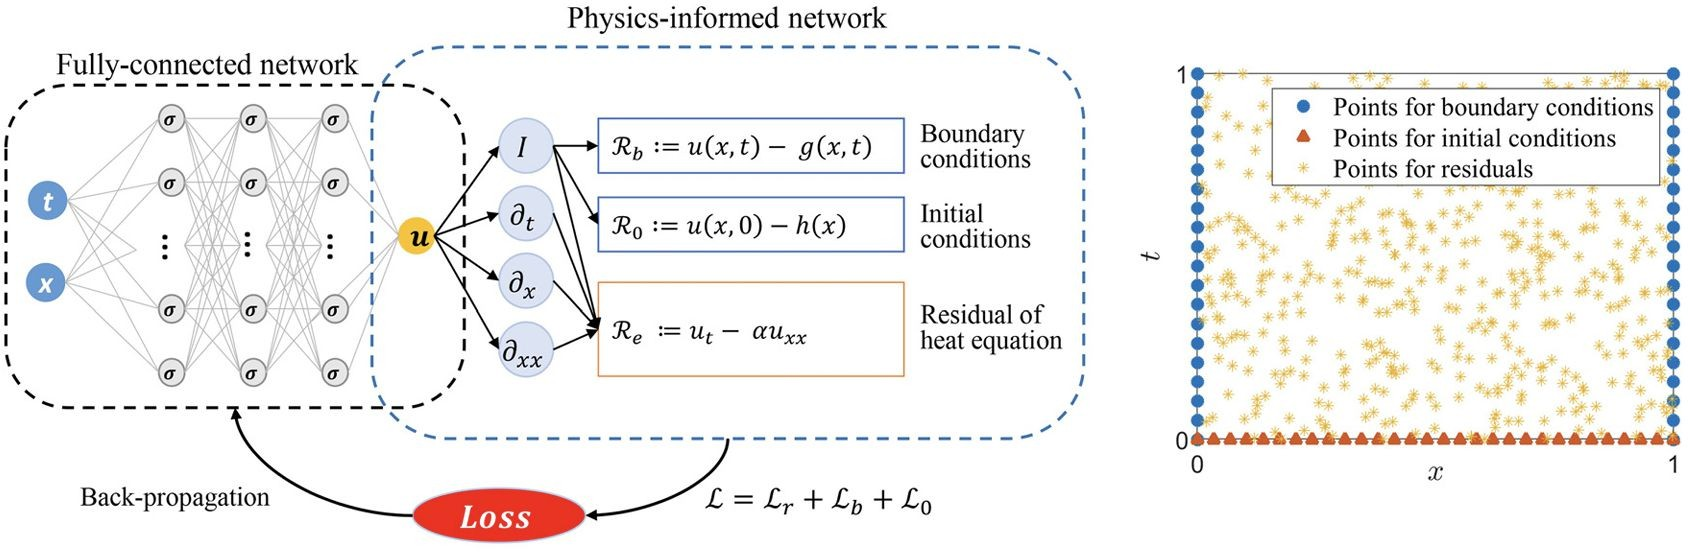 Physics-informed network
Fully-connected network
t
x
σ σ σ
σ σ σ
⋮ ⋮ ⋮
σ σ σ
σ σ σ
u
I
∂t
∂x
∂xx
ℛb := u(x, t) − g(x, t)
Boundary
conditions
ℛ0 := u(x, 0) − h(x)
Initial
conditions
ℛe := ut − αuxx
Residual of
heat equation
Back-propagation
Loss
ℒ = ℒr + ℒb + ℒ0
1
Points for boundary conditions
Points for initial conditions
Points for residuals
t
0
0
1
x